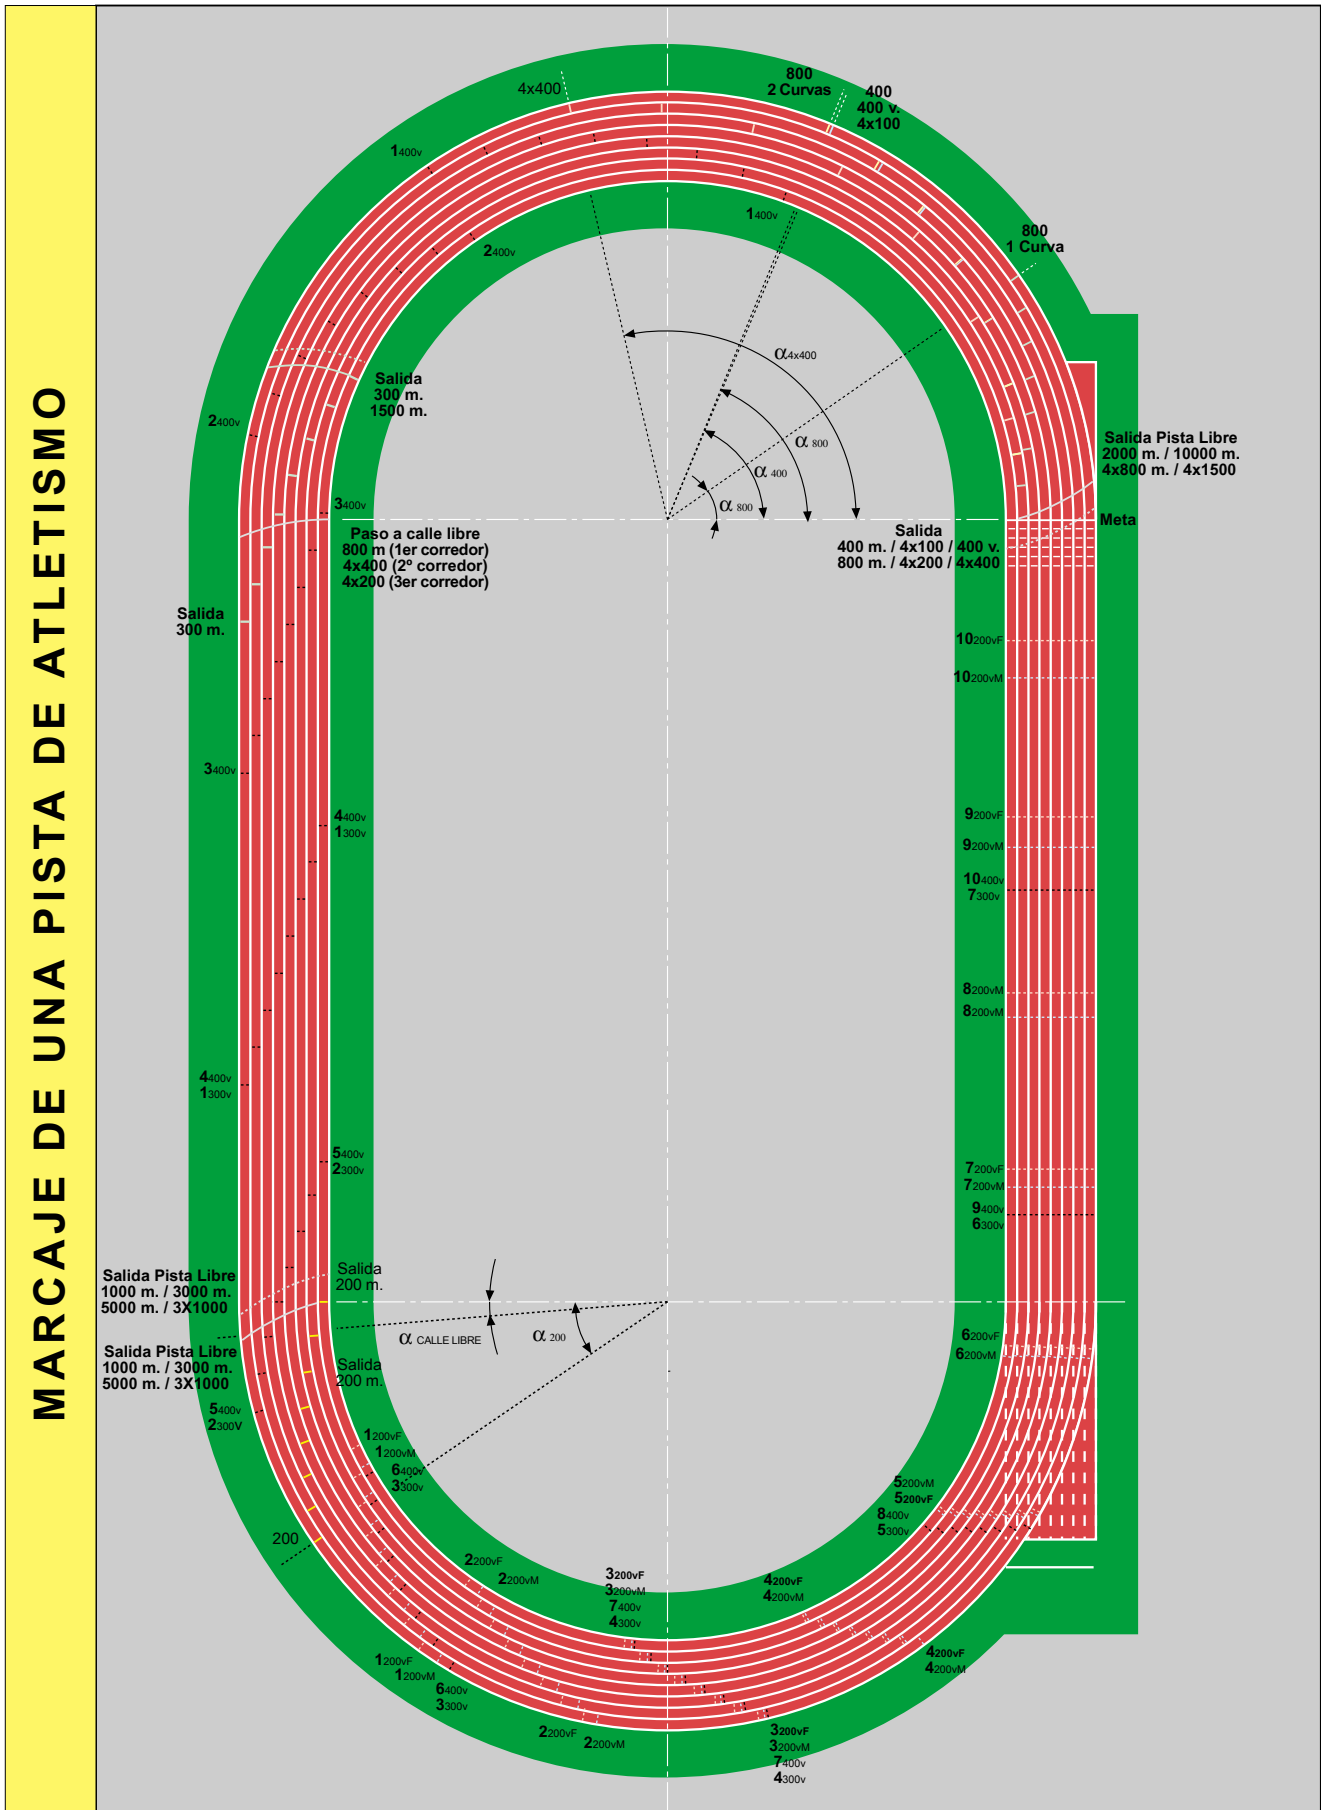 MARCAJE DE UNA PISTA DE ATLETISMO
4x400
800
2 Curvas
400
400 v.
4x100
1400v
1400v
2400v
800
1 Curva
α4x400
Salida
300 m.
1500 m.
2400v
α 800
α 400
α 800
Salida Pista Libre
2000 m. / 10000 m.
4x800 m. / 4x1500
3400v
Meta
Paso a calle libre
800 m (1er corredor)
4x400 (2º corredor)
4x200 (3er corredor)
Salida
400 m. / 4x100 / 400 v.
800 m. / 4x200 / 4x400
Salida
300 m.
10200vF
10200vM
3400v
4400v
1300v
9200vF
9200vM
10400v
7300v
8200vM
8200vM
4400v
1300v
5400v
2300v
7200vF
7200vM
9400v
6300v
Salida Pista Libre
1000 m. / 3000 m.
5000 m. / 3X1000
Salida
200 m.
α CALLE LIBRE
α 200
6200vF
6200vM
Salida Pista Libre
1000 m. / 3000 m.
5000 m. / 3X1000
Salida
200 m.
5400v
2300V
1200vF
1200vM
6400v
3300v
5200vM
5200vF
8400v
5300v
200
2200vF
2200vM
3200vF
3200vM
7400v
4300v
4200vF
4200vM
1200vF
1200vM
6400v
3300v
4200vF
4200vM
2200vF
2200vM
3200vF
3200vM
7400v
4300v